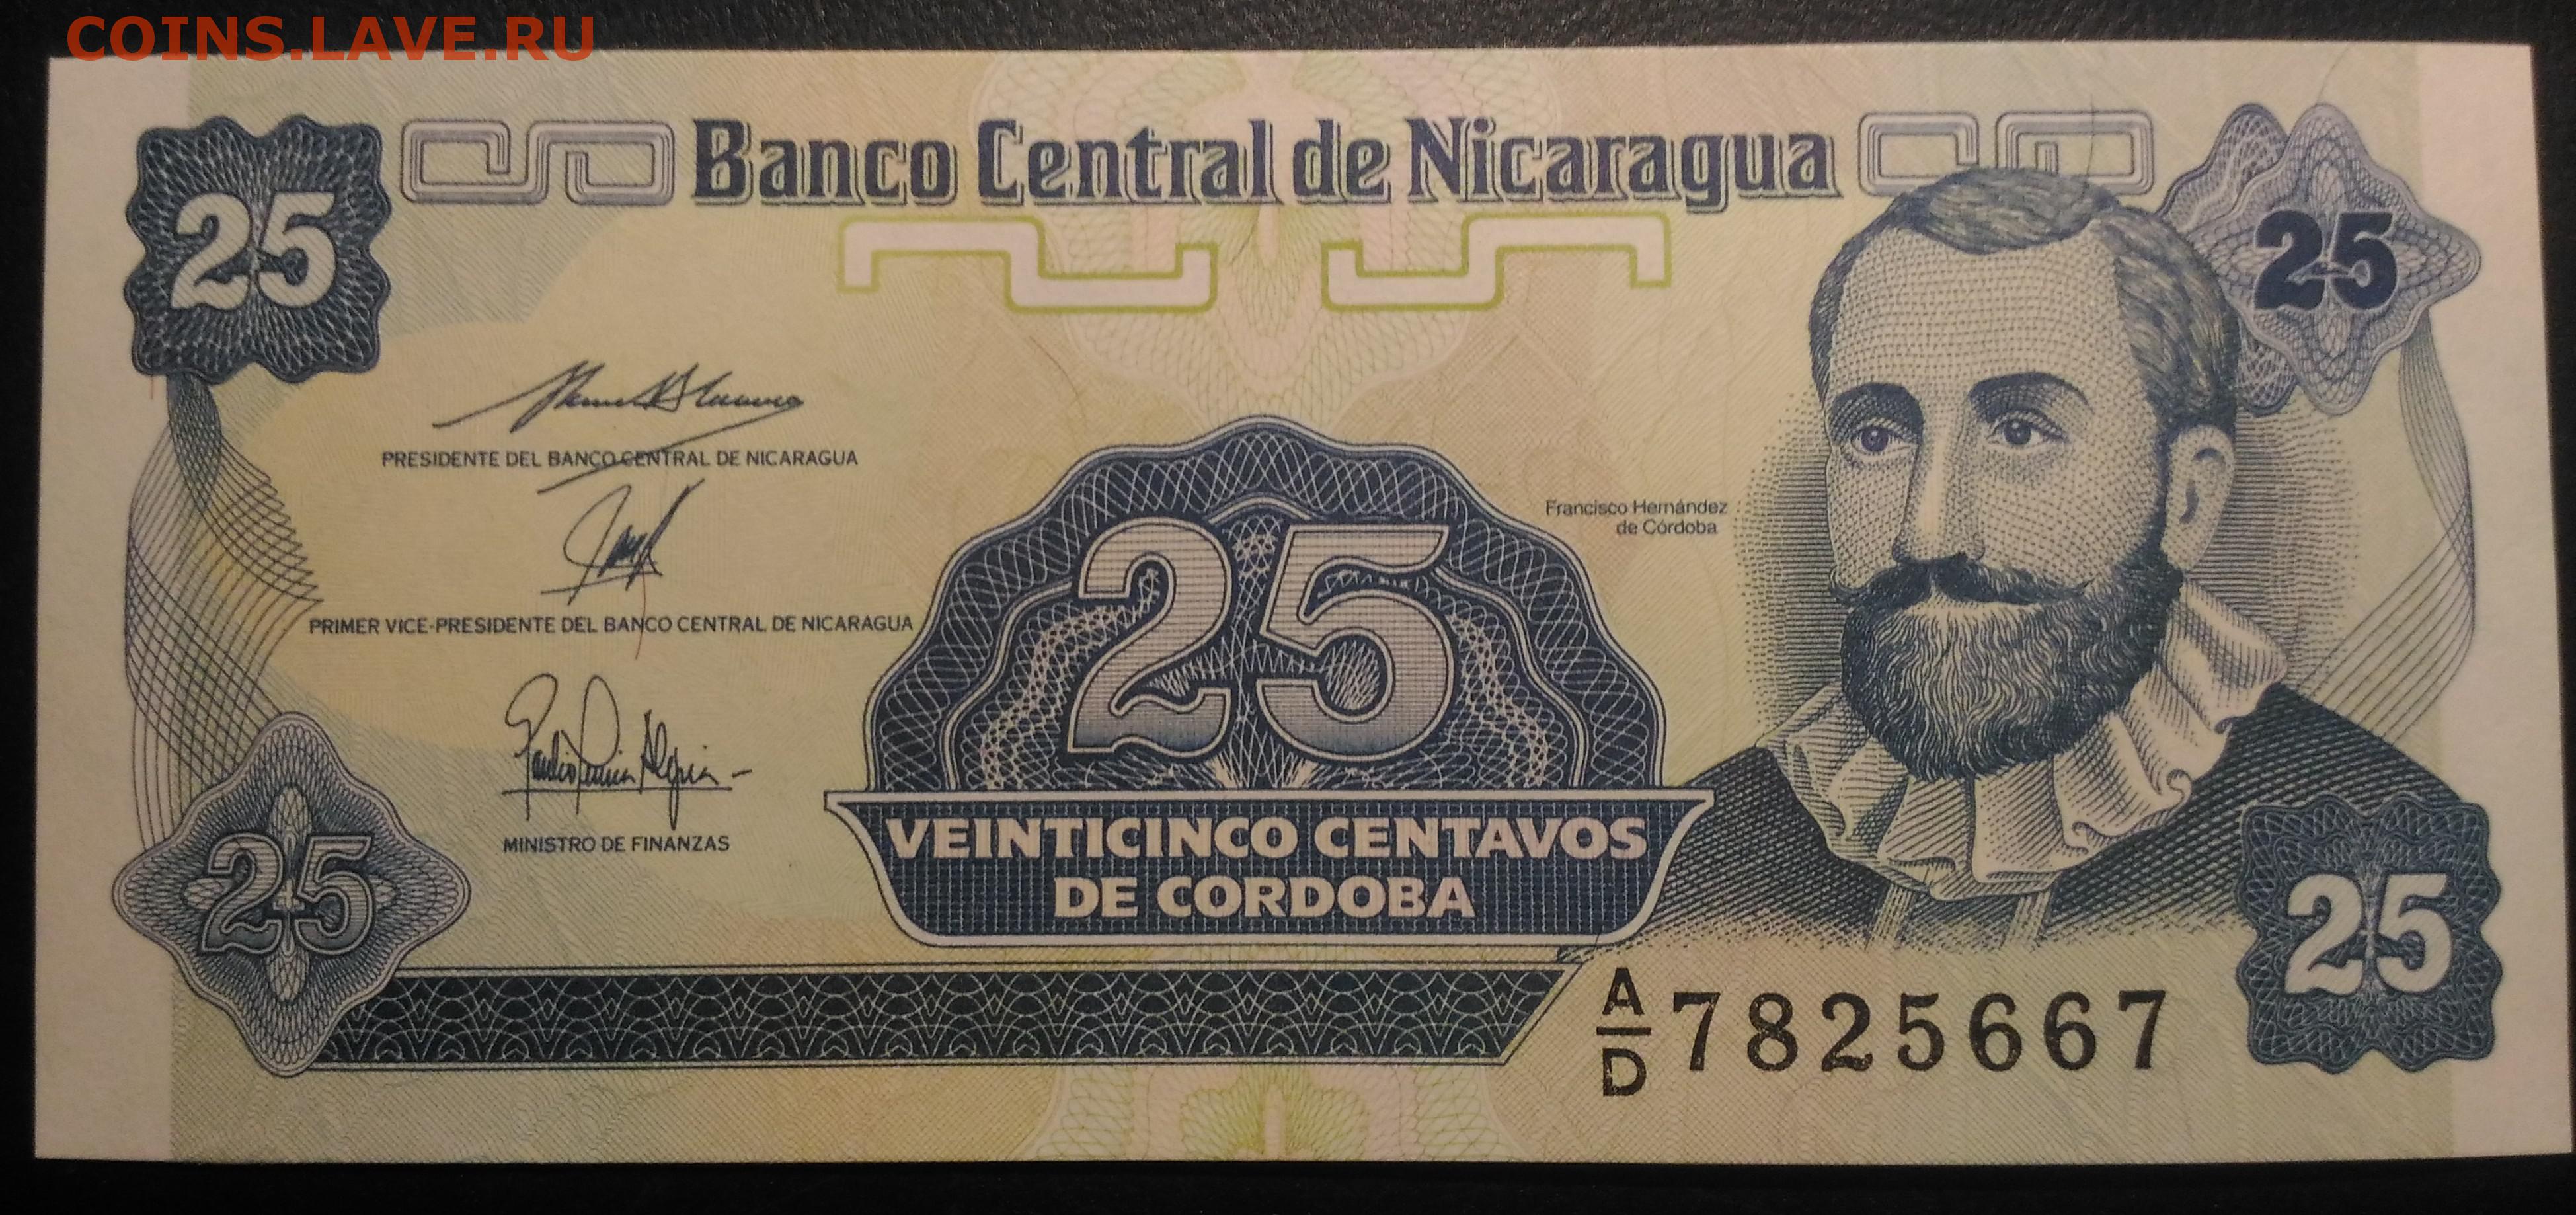 COINS.LAVE.RU
Banco Central de Nicaragua
25
25
PRESIDENTE DEL BANCO CENTRAL DE NICARAGUA
Francisco Hernández
de Córdoba
25
PRIMER VICE-PRESIDENTE DEL BANCO CENTRAL DE NICARAGUA
MINISTRO DE FINANZAS
VEINTICINCO CENTAVOS
DE CORDOBA
25
25
A/D 7825667